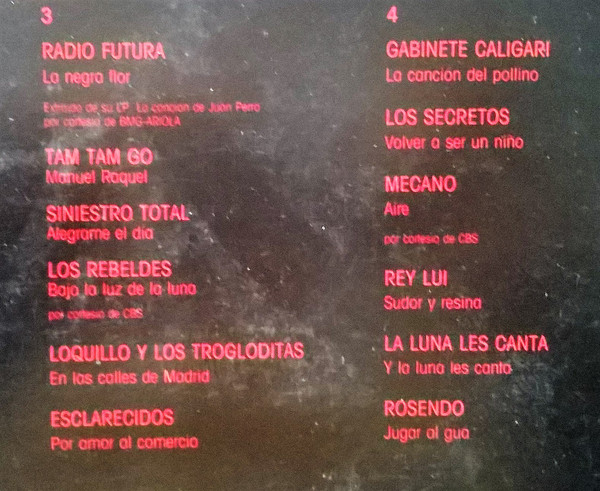 3
RADIO FUTURA
La negra flor
Extraido de su LP La canción de Juan Perro
por cortesia de BMG-ARIOLA
TAM TAM GO
Manuel Raquel
SINIESTRO TOTAL
Alegrame el dia
LOS REBELDES
Bajo la luz de la luna
por cortesia de CBS
LOQUILLO Y LOS TROGLODITAS
En las calles de Madrid
ESCLARECIDOS
Por amor al comercio
4
GABINETE CALIGARI
La canción del pollino
LOS SECRETOS
Volver a ser un niño
MECANO
Aire
por cortesia de CBS
REY LUI
Sudor y resina
LA LUNA LES CANTA
Y la luna les canta
ROSENDO
Jugar al gua